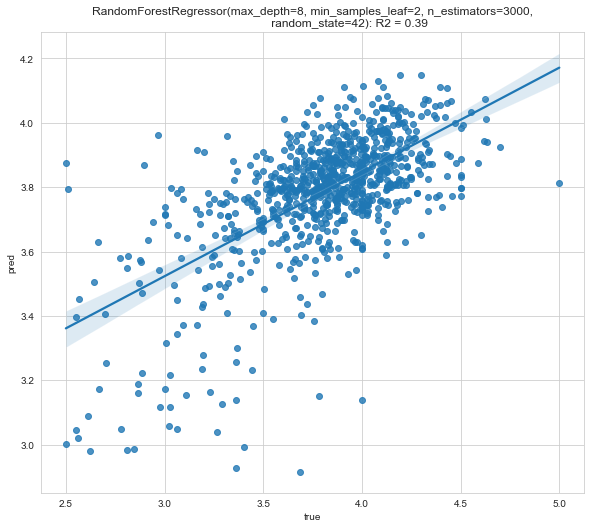 RandomForestRegressor(max_depth=8, min_samples_leaf=2, n_estimators=3000,
random_state=42): R2 = 0.39
4.2
4.0
3.8
3.6
3.4
3.2
3.0
pred
2.5 3.0 3.5 4.0 4.5 5.0
true